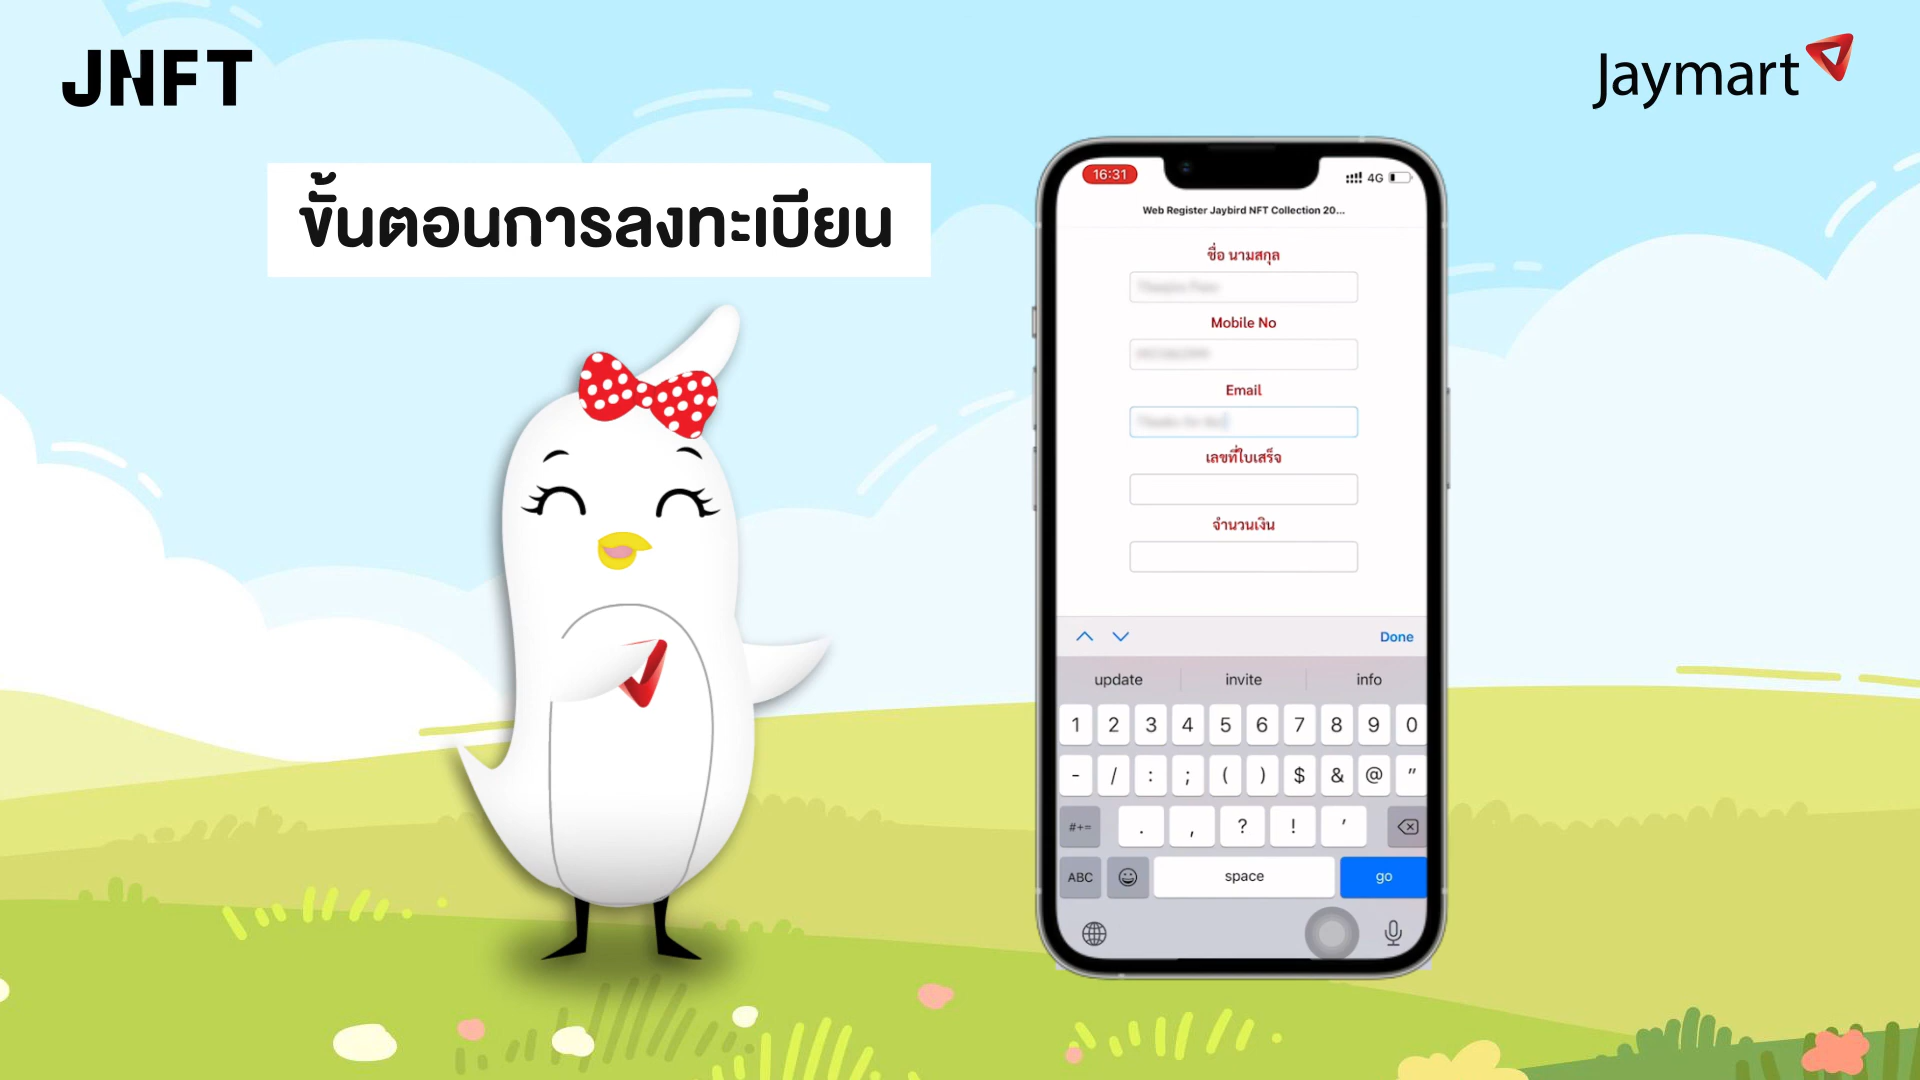 JNFT
Jaymart
ขั้นตอนการลงทะเบียน
16:31
4G
Web Register Jaybird NFT Collection 20...
ชื่อ นามสกุล
Mobile No
Email
เลขที่ใบเสร็จ
จำนวนเงิน
Done
update invite info
1 2 3 4 5 6 7 8 9 0
- / : ; ( ) $ & @ "
#+= . , ? ! '
ABC space go